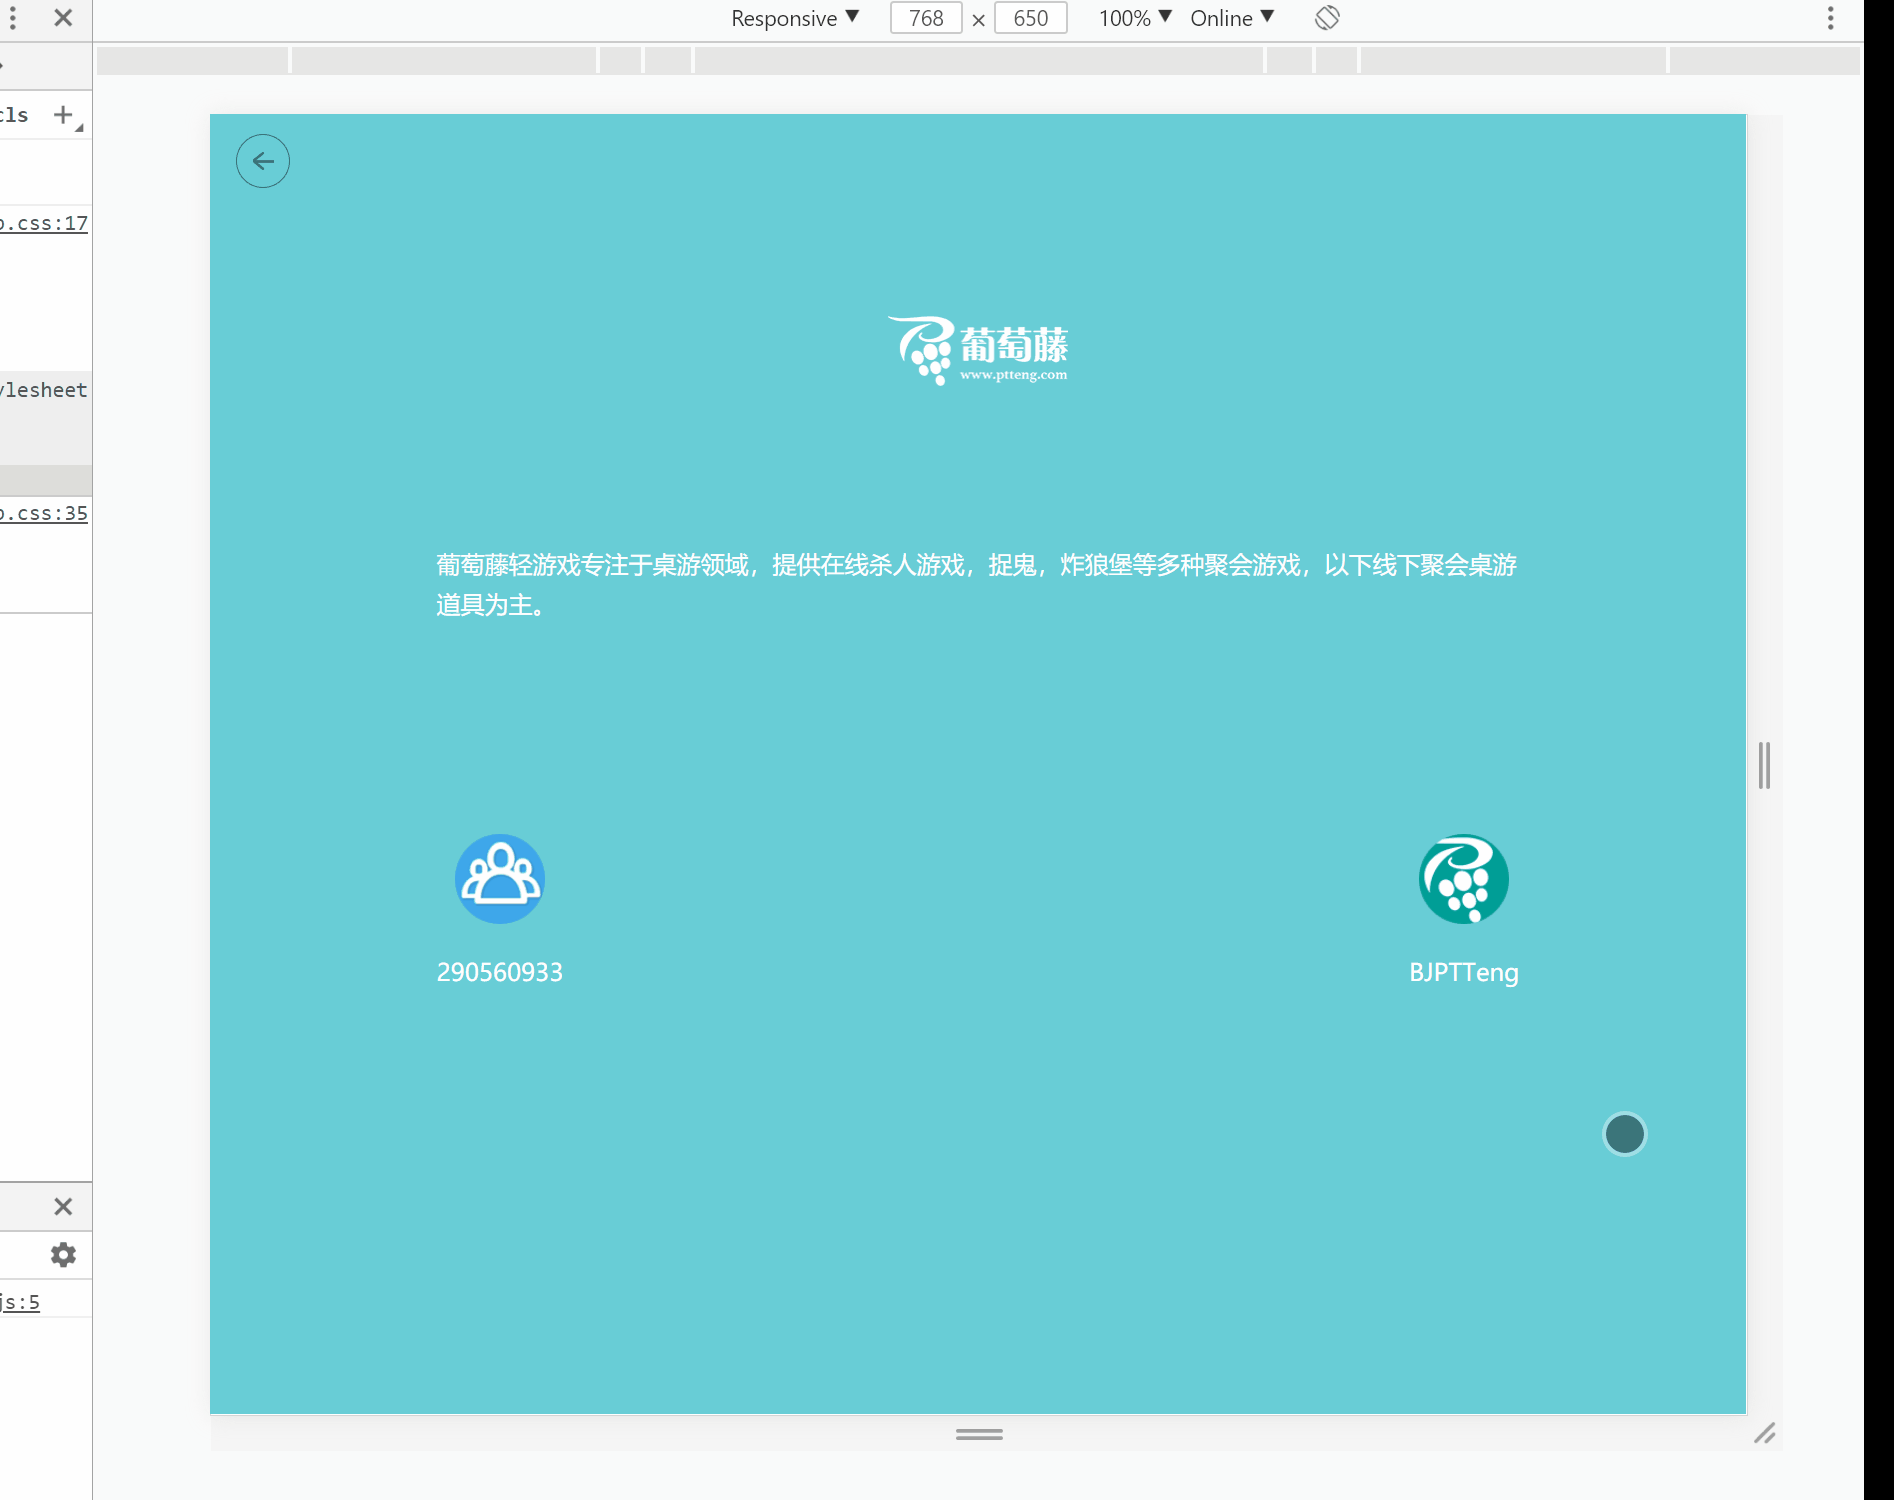 Responsive ▼ 768 × 650 100% ▼ Online ▼
cls
.css:17
ylesheet
.css:35
js:5
葡萄藤
www.ptteng.com
葡萄藤轻游戏专注于桌游领域，提供在线杀人游戏，捉鬼，炸狼堡等多种聚会游戏，以下线下聚会桌游
道具为主。
290560933
BJPTTeng